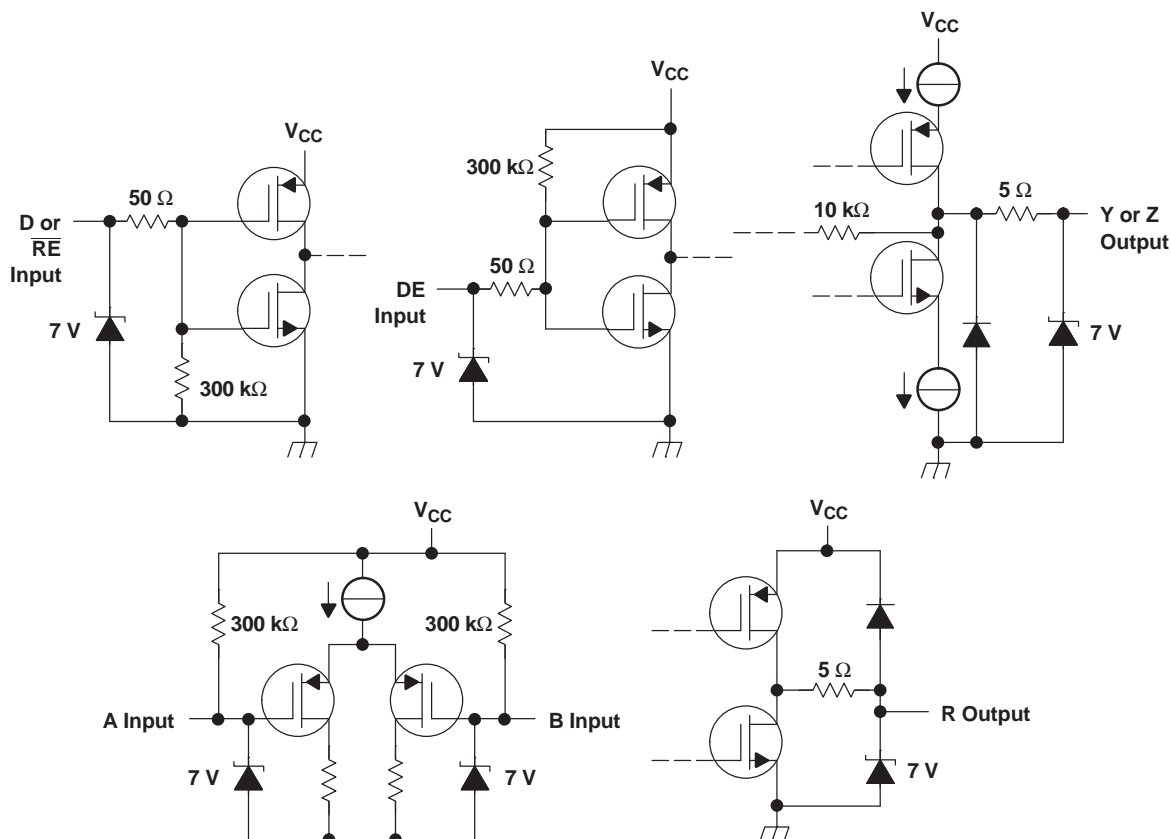 VCC
50 Ω
D or
RE
Input
7 V
300 kΩ
VCC
300 kΩ
50 Ω
DE
Input
7 V
VCC
10 kΩ
5 Ω
Y or Z
Output
7 V
VCC
300 kΩ
300 kΩ
A Input
B Input
7 V
7 V
VCC
5 Ω
R Output
7 V